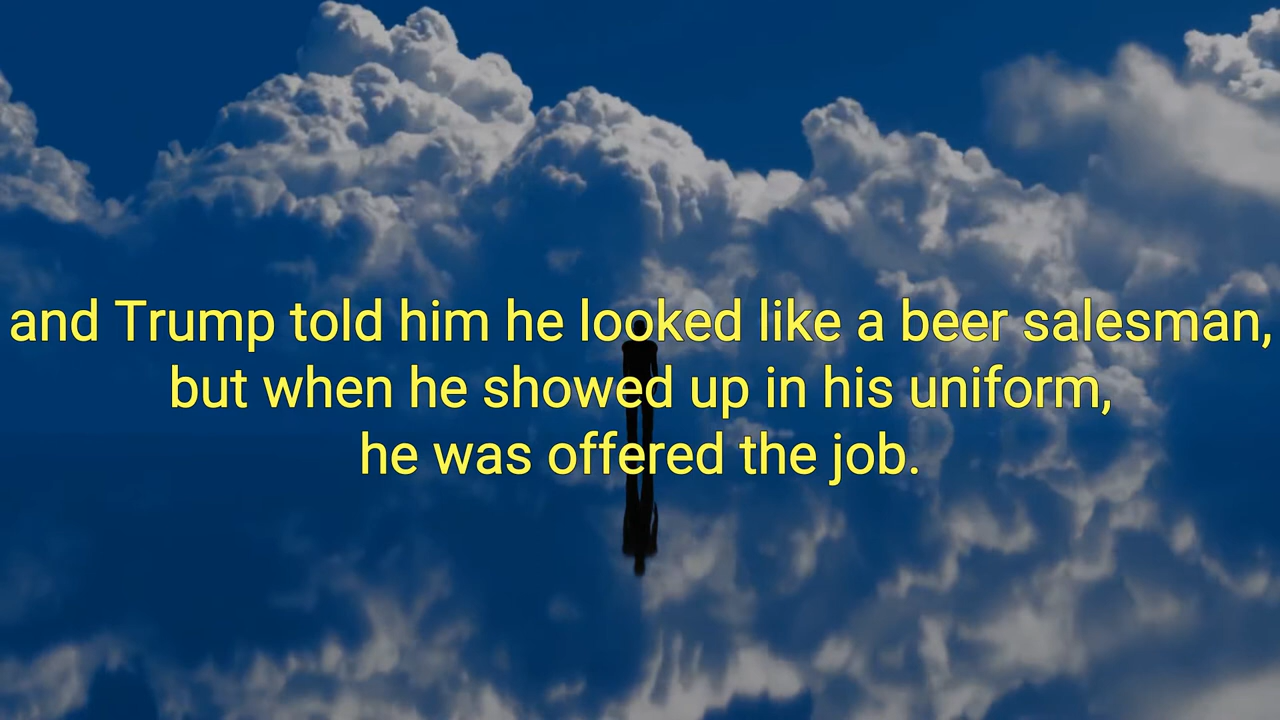 and Trump told him he looked like a beer salesman,
but when he showed up in his uniform,
he was offered the job.